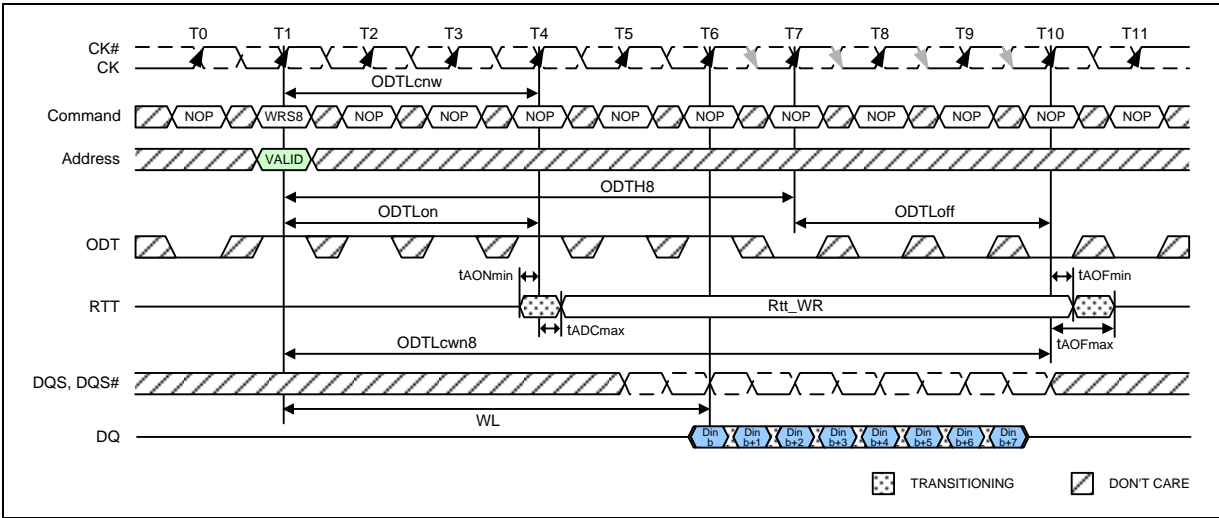 T0 T1 T2 T3 T4 T5 T6 T7 T8 T9 T10 T11
CK#
CK
ODTLcnw
Command NOP WRS8 NOP NOP NOP NOP NOP NOP NOP NOP NOP NOP
Address VALID
ODTH8
ODTLon ODTLoff
ODT
tAONmin tAOFmin
RTT Rtt_WR
tADCmax tAOFmax
ODTLcwn8
DQS, DQS#
WL
DQ Din b Din b+1 Din b+2 Din b+3 Din b+4 Din b+5 Din b+6 Din b+7
TRANSITIONING DON'T CARE